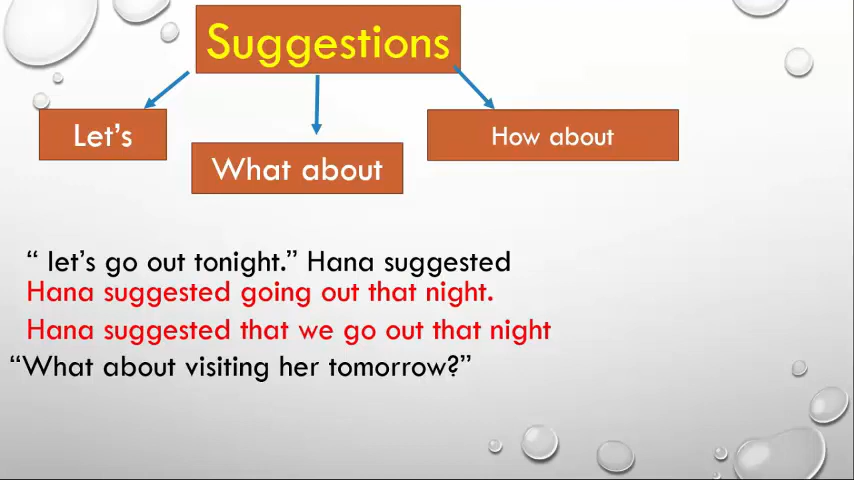 Suggestions
Let's
What about
How about
“ let's go out tonight.” Hana suggested
Hana suggested going out that night.
Hana suggested that we go out that night
“What about visiting her tomorrow?”